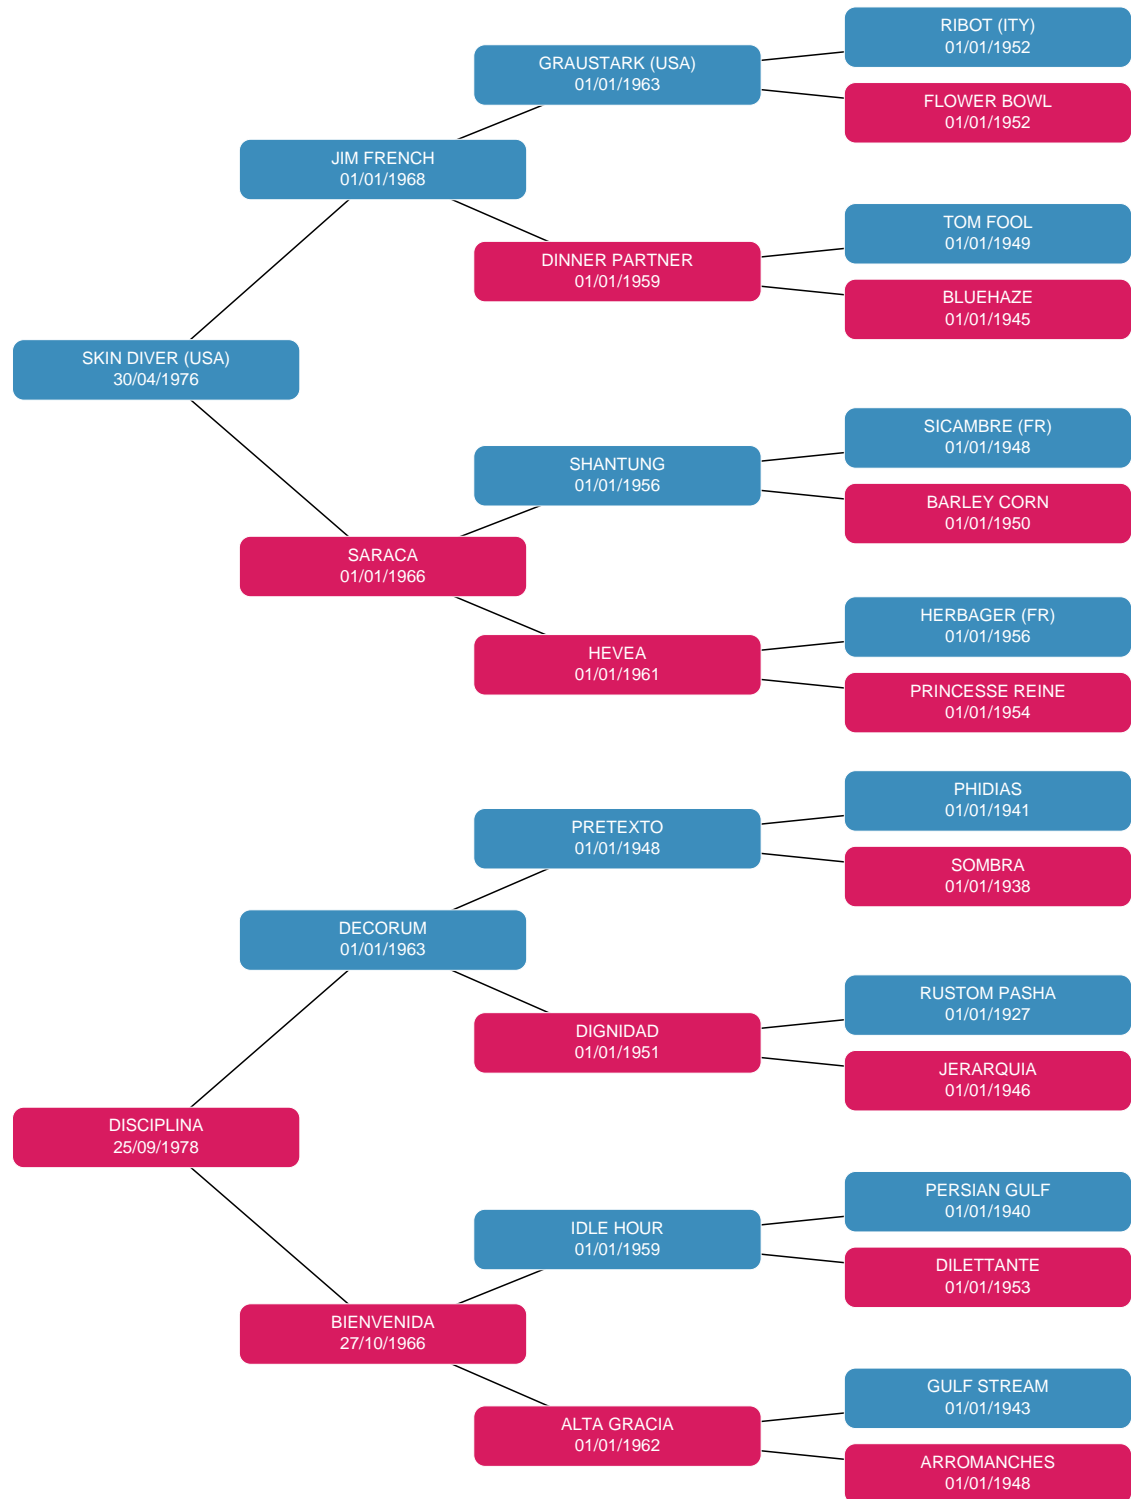 RIBOT (ITY)
01/01/1952
GRAUSTARK (USA)
01/01/1963
FLOWER BOWL
01/01/1952
JIM FRENCH
01/01/1968
TOM FOOL
01/01/1949
DINNER PARTNER
01/01/1959
BLUEHAZE
01/01/1945
SKIN DIVER (USA)
30/04/1976
SICAMBRE (FR)
01/01/1948
SHANTUNG
01/01/1956
BARLEY CORN
01/01/1950
SARACA
01/01/1966
HERBAGER (FR)
01/01/1956
HEVEA
01/01/1961
PRINCESSE REINE
01/01/1954
PHIDIAS
01/01/1941
PRETEXTO
01/01/1948
SOMBRA
01/01/1938
DECORUM
01/01/1963
RUSTOM PASHA
01/01/1927
DIGNIDAD
01/01/1951
JERARQUIA
01/01/1946
DISCIPLINA
25/09/1978
PERSIAN GULF
01/01/1940
IDLE HOUR
01/01/1959
DILETTANTE
01/01/1953
BIENVENIDA
27/10/1966
GULF STREAM
01/01/1943
ALTA GRACIA
01/01/1962
ARROMANCHES
01/01/1948